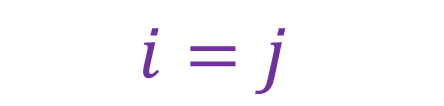 i = j